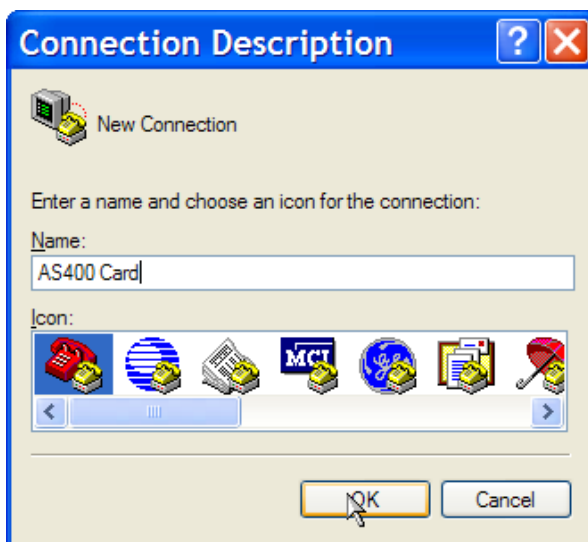 Connection Description
New Connection
Enter a name and choose an icon for the connection:
Name:
AS400 Card
Icon:
MCI
OK
Cancel